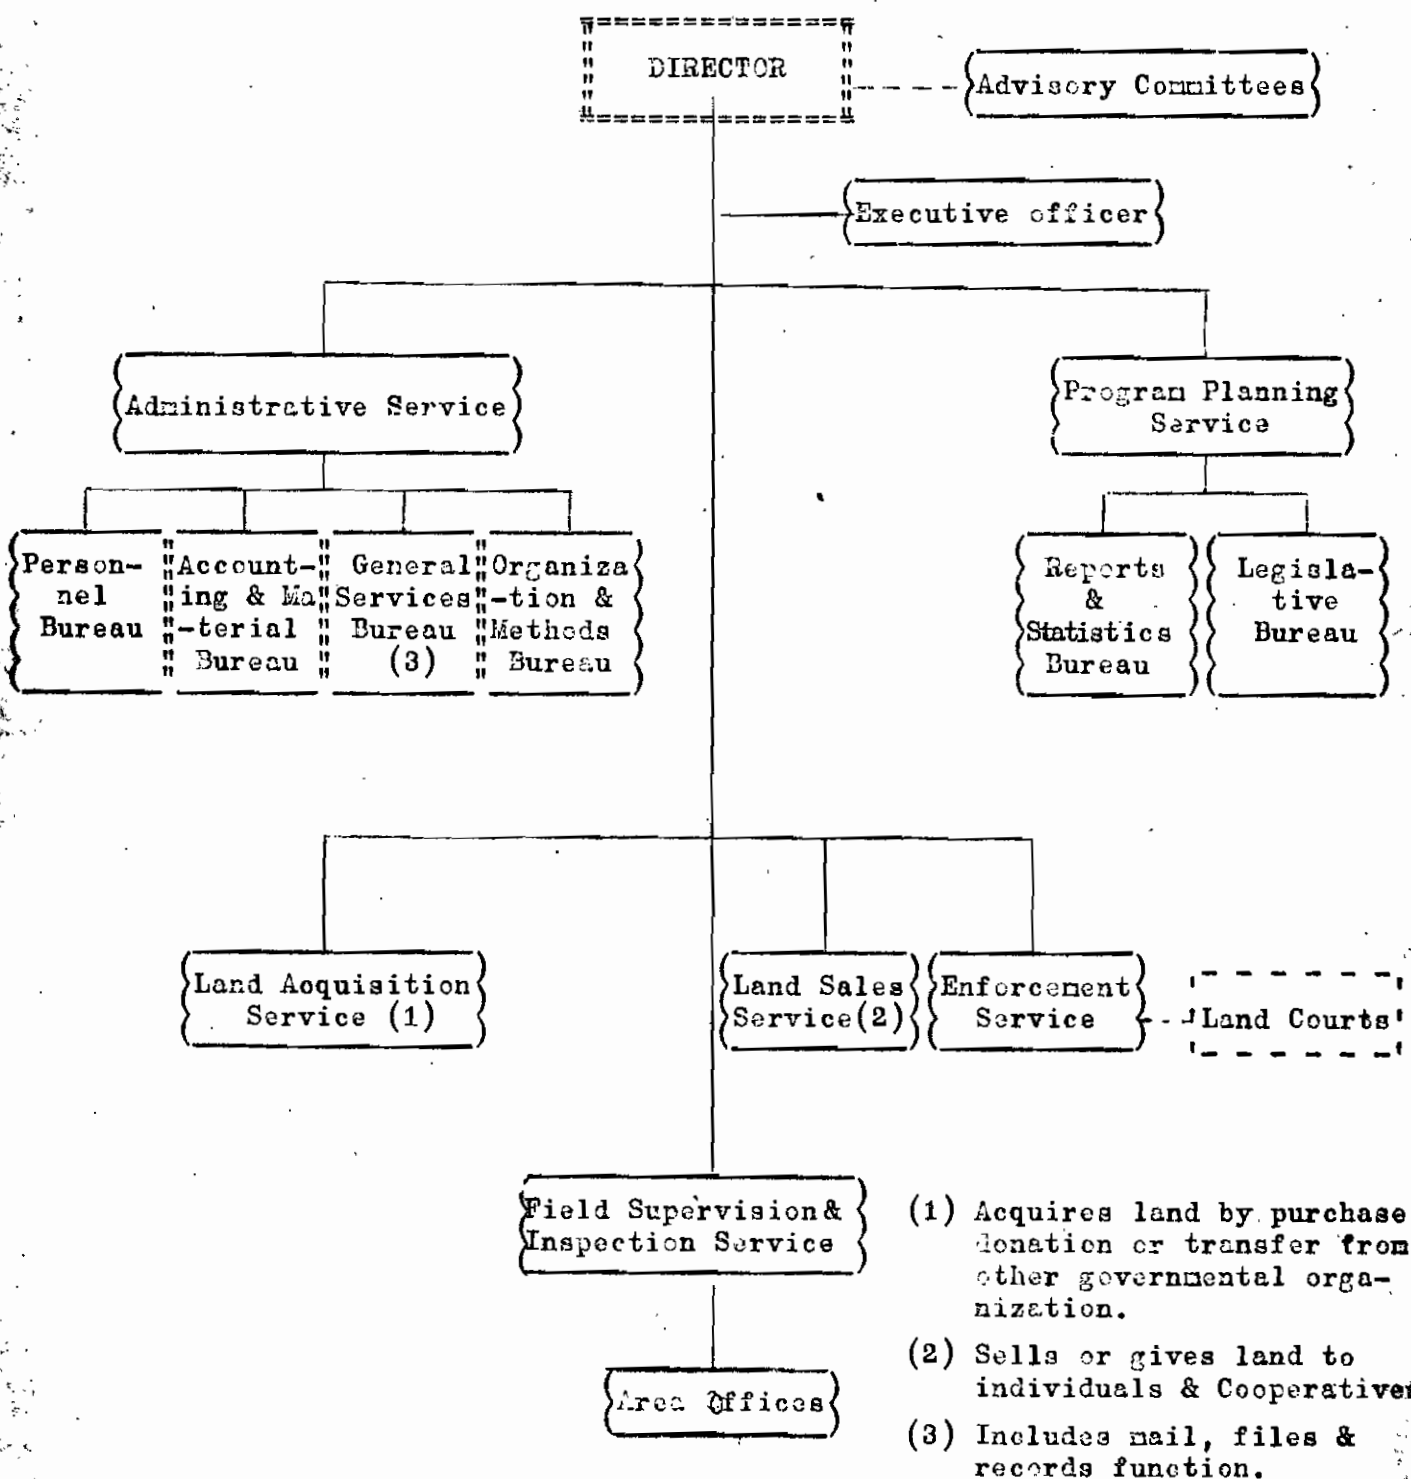 DIRECTOR
Advisory Committees
Executive officer
Administrative Service
Program Planning
Service
Person-
nel
Bureau
Account-
ing & Ma
-terial
Bureau
General
Services
Bureau
(3)
Organiza
-tion &
Methods
Bureau
Reports
&
Statistics
Bureau
Legisla-
tive
Bureau
Land Acquisition
Service (1)
Land Sales
Service(2)
Enforcement
Service
Land Courts
Field Supervision&
Inspection Service
Area Offices
(1) Acquires land by purchase
donation or transfer from
other governmental orga-
nization.
(2) Sells or gives land to
individuals & Cooperatives
(3) Includes mail, files &
records function.